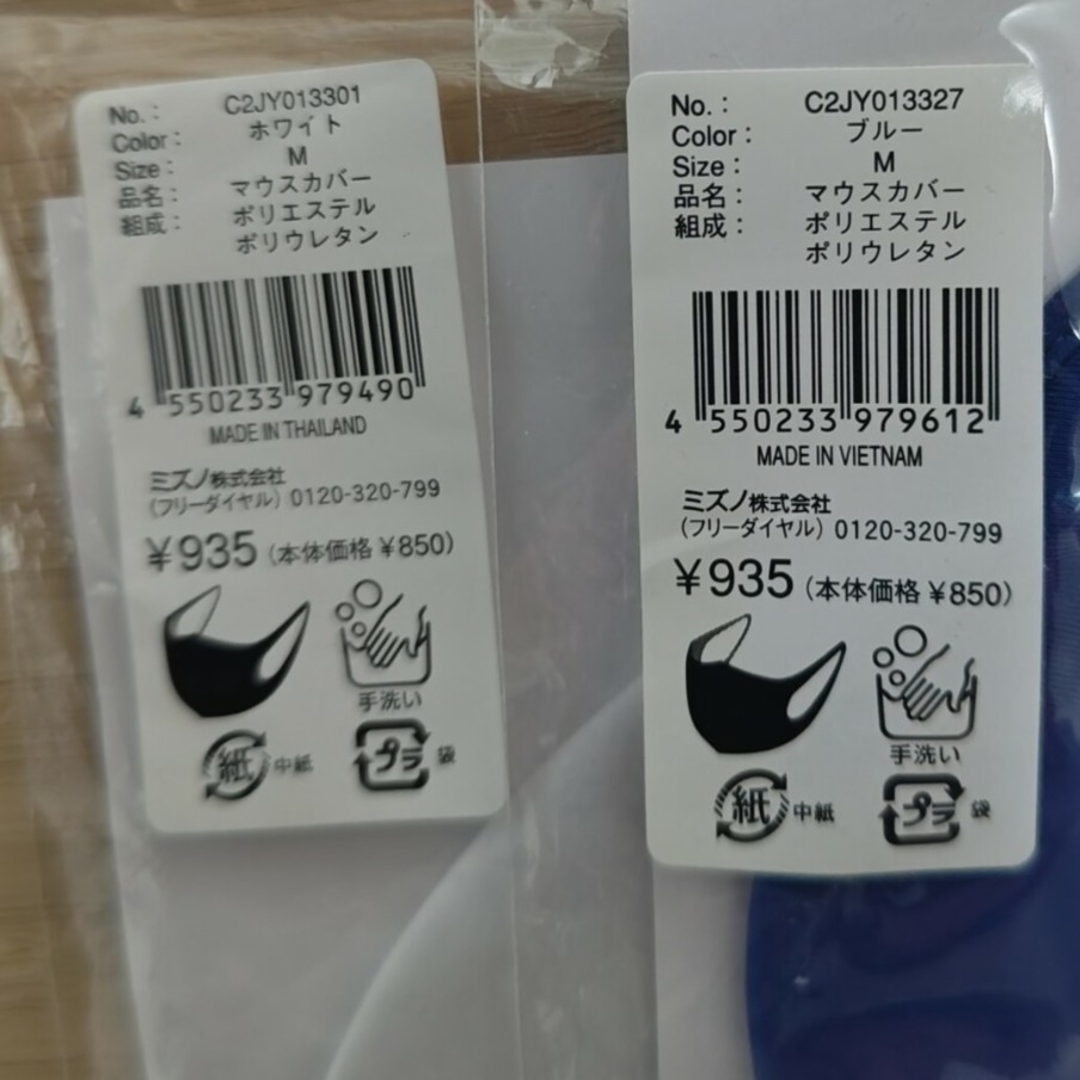 No.: C2JY013301
Color: ホワイト
Size: M
品名: マウスカバー
組成: ポリエステル
ポリウレタン
4 550233 979490
MADE IN THAILAND
ミズノ株式会社
(フリーダイヤル) 0120-320-799
¥935 (本体価格 ¥850)
手洗い
紙 中紙
プラ 袋
No.: C2JY013327
Color: ブルー
Size: M
品名: マウスカバー
組成: ポリエステル
ポリウレタン
4 550233 979612
MADE IN VIETNAM
ミズノ株式会社
(フリーダイヤル) 0120-320-799
¥935 (本体価格 ¥850)
手洗い
紙 中紙
プラ 袋